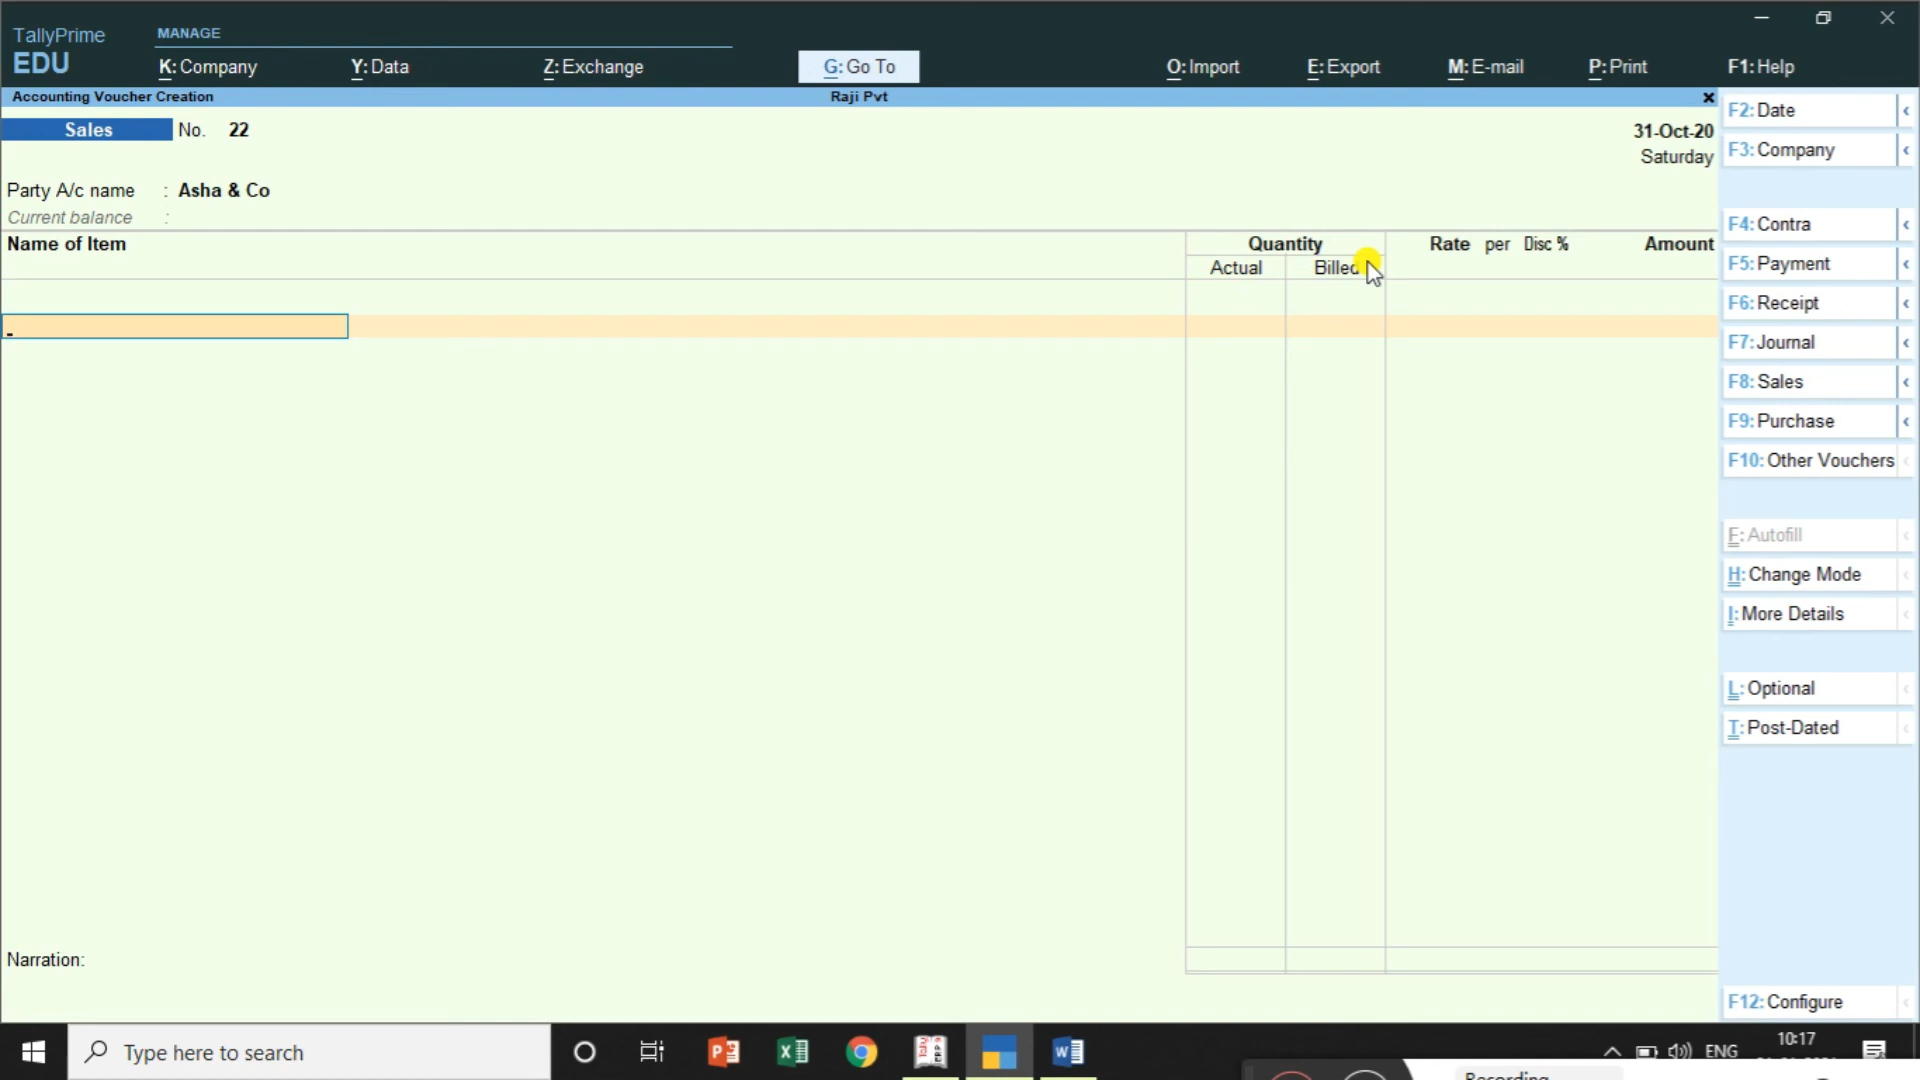 TallyPrime
EDU
MANAGE
K: Company
Y: Data
Z: Exchange
G: Go To
O: Import
E: Export
M: E-mail
P: Print
F1: Help
Accounting Voucher Creation
Raji Pvt
Sales No. 22
31-Oct-20
Saturday
Party A/c name : Asha & Co
Current balance :
Name of Item
Quantity
Rate per Disc % Amount
Actual Billed
Narration:
F2: Date
F3: Company
F4: Contra
F5: Payment
F6: Receipt
F7: Journal
F8: Sales
F9: Purchase
F10: Other Vouchers
F: Autofill
H: Change Mode
I: More Details
L: Optional
T: Post-Dated
F12: Configure
Type here to search
ENG
10:17
Recording